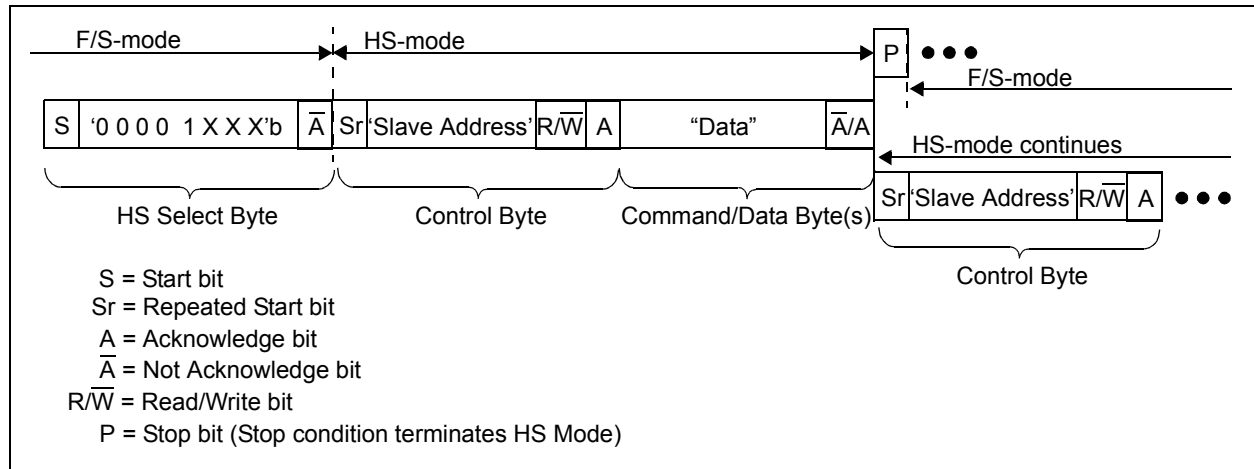 F/S-mode HS-mode P
F/S-mode
S '0 0 0 0 1 X X X'b A̅ Sr 'Slave Address' R/W̅ A "Data" A̅/A
HS-mode continues
Sr 'Slave Address' R/W̅ A
HS Select Byte Control Byte Command/Data Byte(s)
Control Byte
S = Start bit
Sr = Repeated Start bit
A = Acknowledge bit
A̅ = Not Acknowledge bit
R/W̅ = Read/Write bit
P = Stop bit (Stop condition terminates HS Mode)